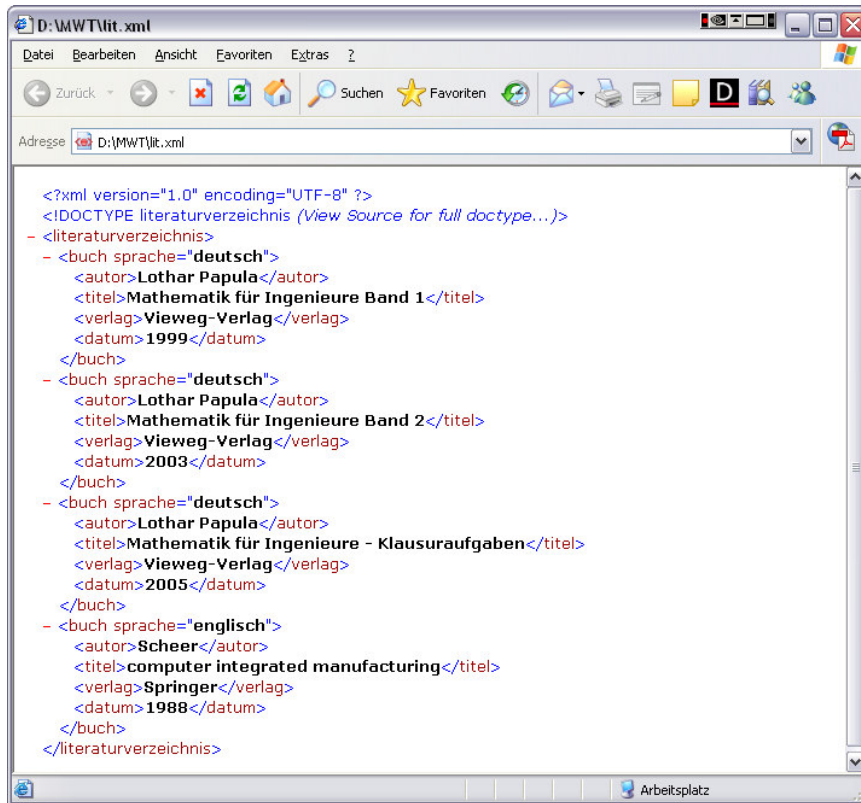 D:\MWT\lit.xml
Datei Bearbeiten Ansicht Favoriten Extras ?
Zurück Suchen Favoriten D
Adresse D:\MWT\lit.xml
<?xml version="1.0" encoding="UTF-8" ?>
<!DOCTYPE literaturverzeichnis (View Source for full doctype...)>
- <literaturverzeichnis>
- <buch sprache="deutsch">
<autor>Lothar Papula</autor>
<titel>Mathematik für Ingenieure Band 1</titel>
<verlag>Vieweg-Verlag</verlag>
<datum>1999</datum>
</buch>
- <buch sprache="deutsch">
<autor>Lothar Papula</autor>
<titel>Mathematik für Ingenieure Band 2</titel>
<verlag>Vieweg-Verlag</verlag>
<datum>2003</datum>
</buch>
- <buch sprache="deutsch">
<autor>Lothar Papula</autor>
<titel>Mathematik für Ingenieure - Klausuraufgaben</titel>
<verlag>Vieweg-Verlag</verlag>
<datum>2005</datum>
</buch>
- <buch sprache="englisch">
<autor>Scheer</autor>
<titel>computer integrated manufacturing</titel>
<verlag>Springer</verlag>
<datum>1988</datum>
</buch>
</literaturverzeichnis>
Arbeitsplatz